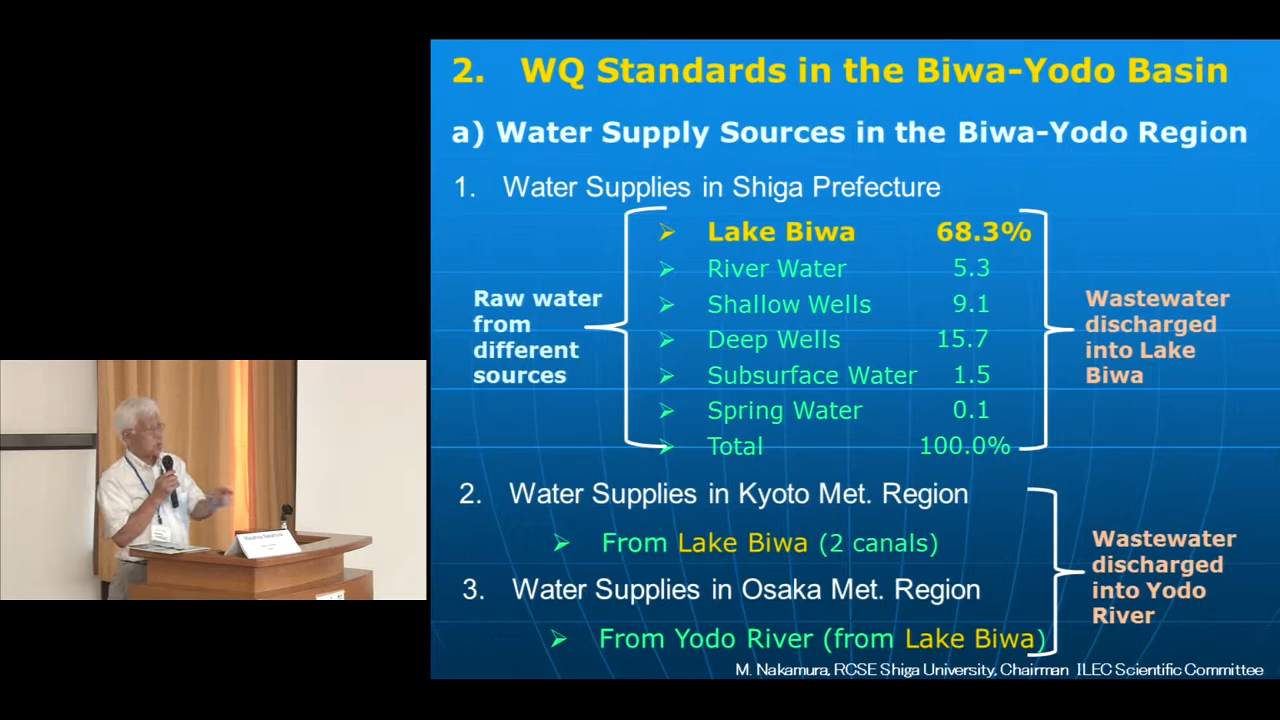 2. WQ Standards in the Biwa-Yodo Basin
a) Water Supply Sources in the Biwa-Yodo Region
1. Water Supplies in Shiga Prefecture
Raw water
from
different
sources
Lake Biwa 68.3%
River Water 5.3
Shallow Wells 9.1
Deep Wells 15.7
Subsurface Water 1.5
Spring Water 0.1
Total 100.0%
Wastewater
discharged
into Lake
Biwa
2. Water Supplies in Kyoto Met. Region
From Lake Biwa (2 canals)
3. Water Supplies in Osaka Met. Region
From Yodo River (from Lake Biwa)
Wastewater
discharged
into Yodo
River
M. Nakamura, RCSE Shiga University, Chairman ILEC Scientific Committee